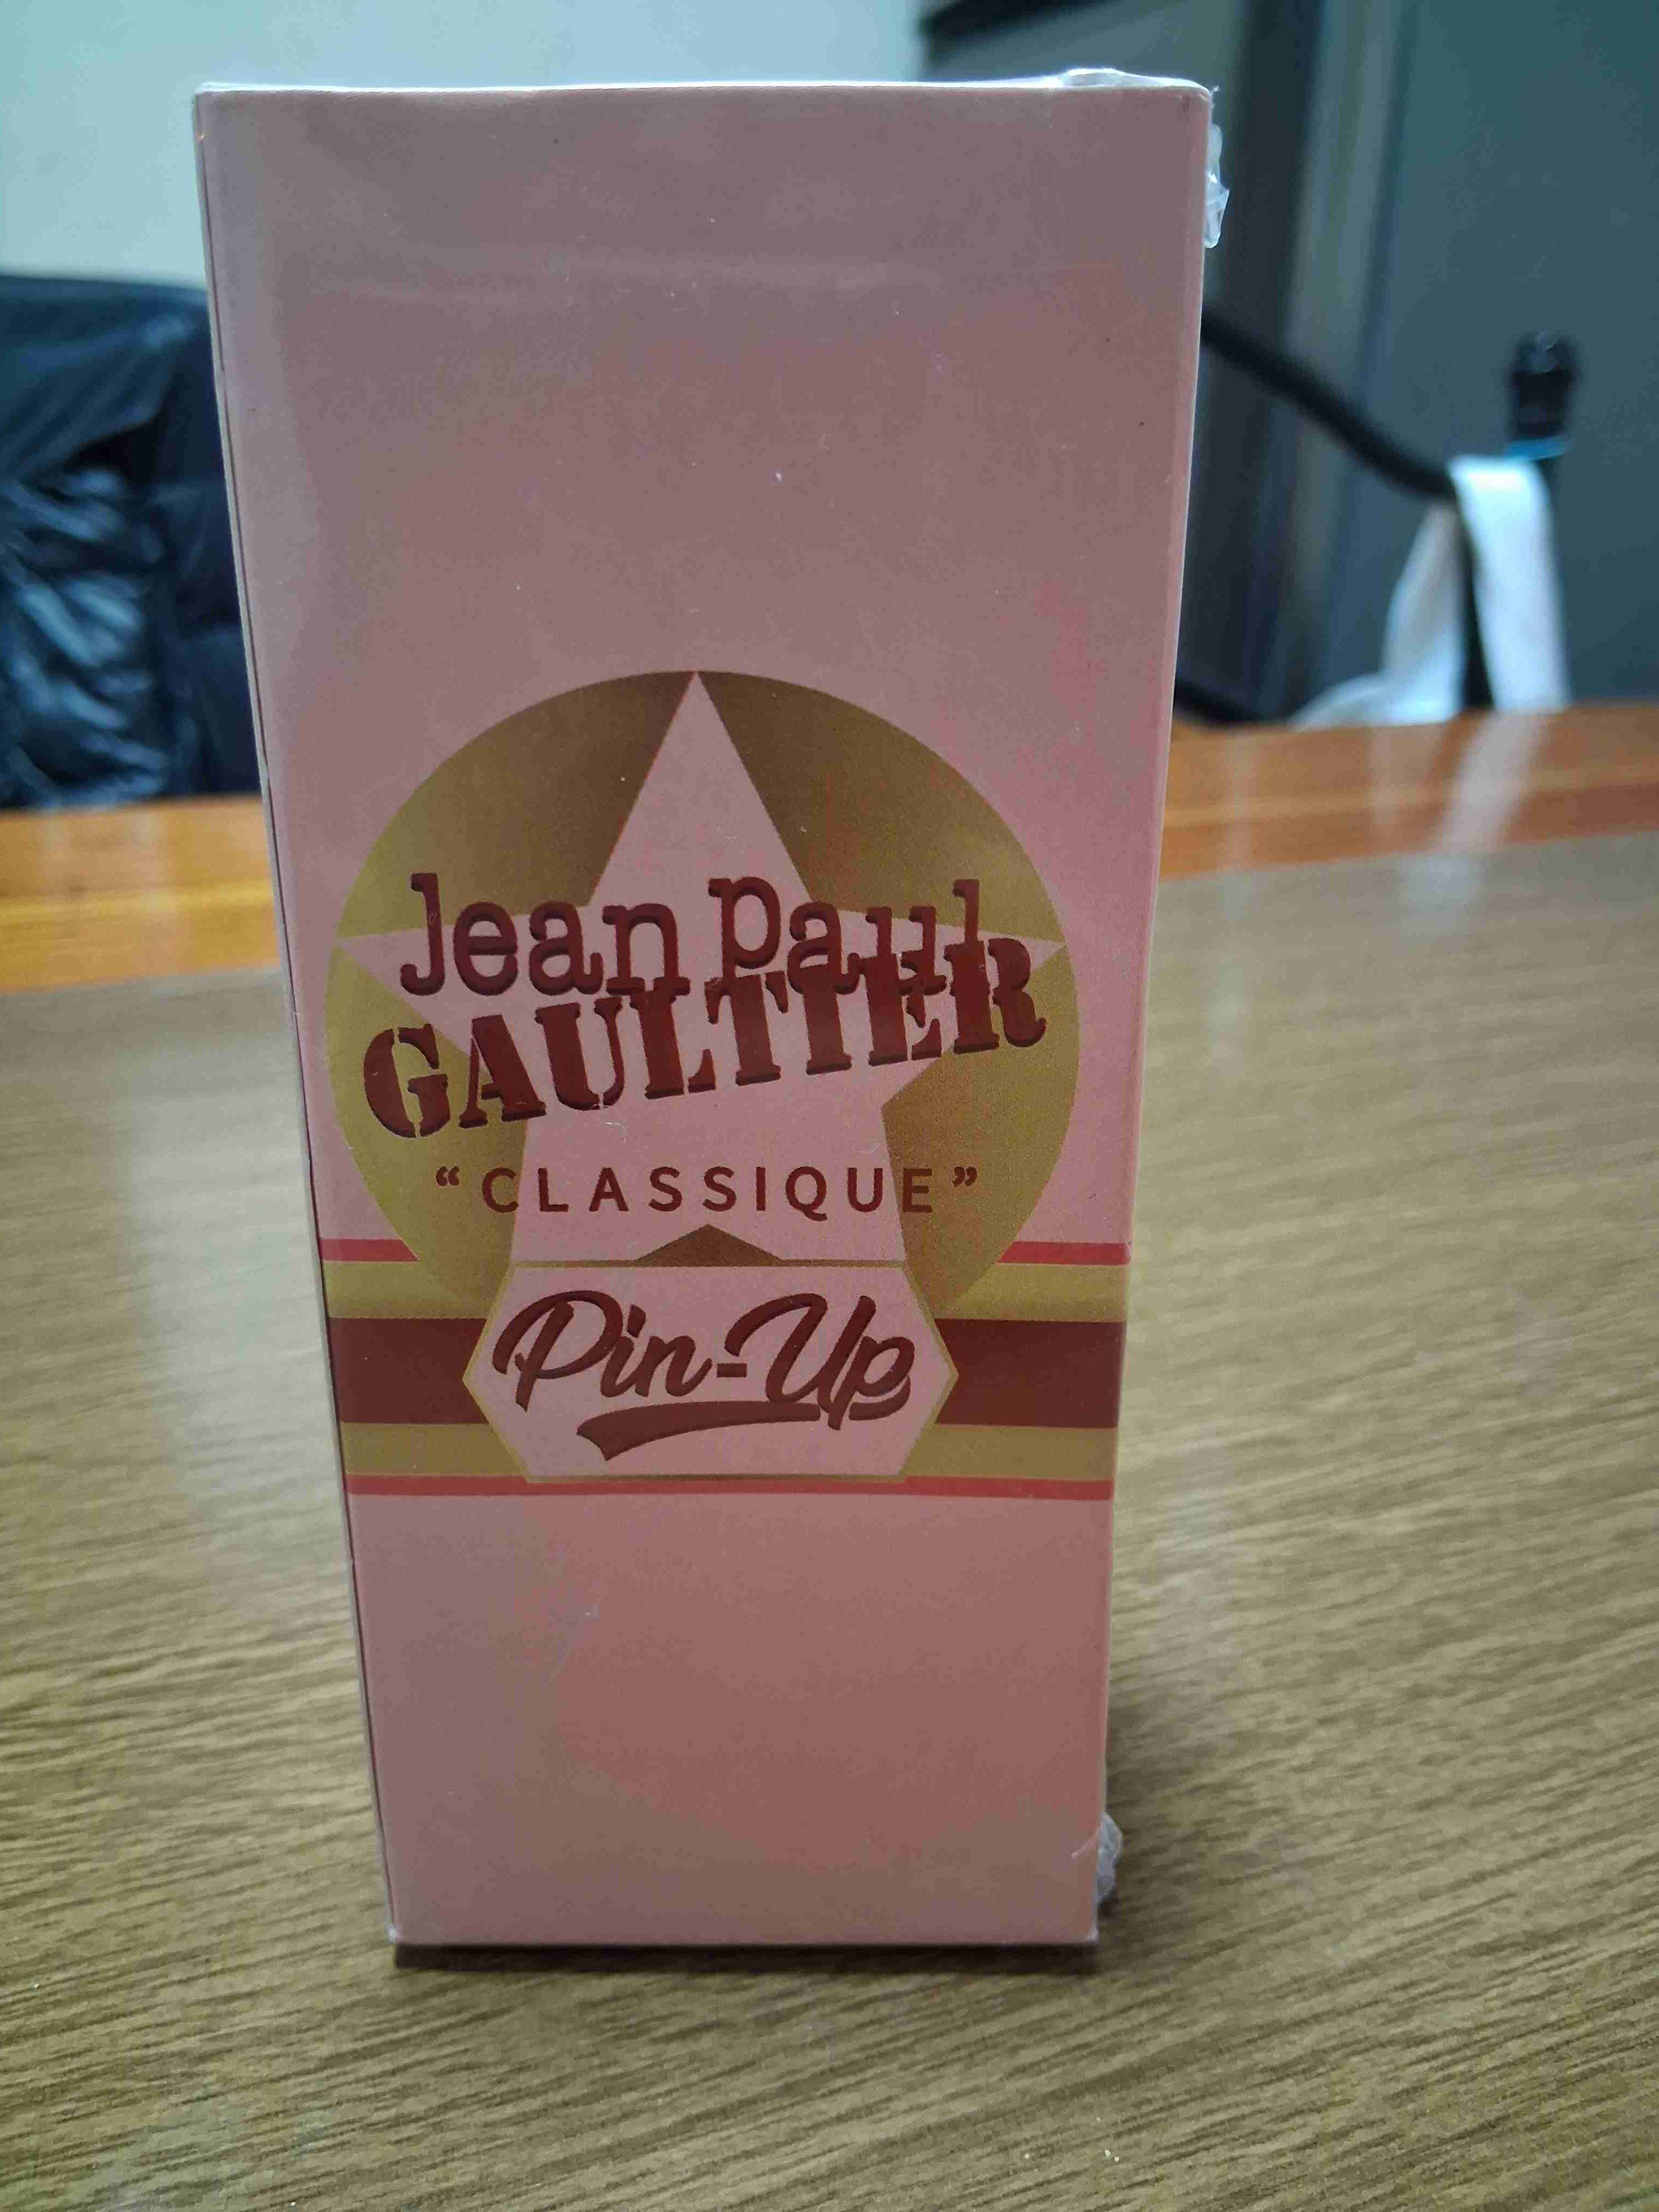 Jean Paul
GAULTIER
“CLASSIQUE”
Pin-Up